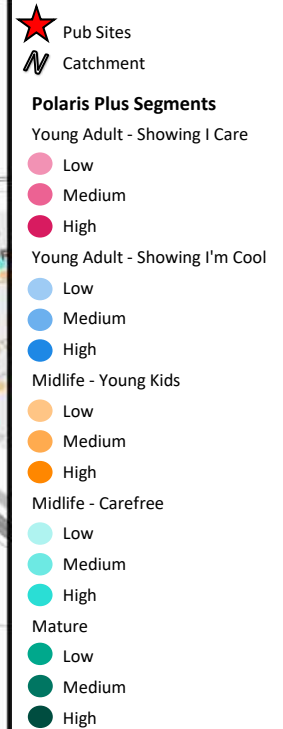 Pub Sites
Catchment
Polaris Plus Segments
Young Adult - Showing I Care
Low
Medium
High
Young Adult - Showing I'm Cool
Low
Medium
High
Midlife - Young Kids
Low
Medium
High
Midlife - Carefree
Low
Medium
High
Mature
Low
Medium
High